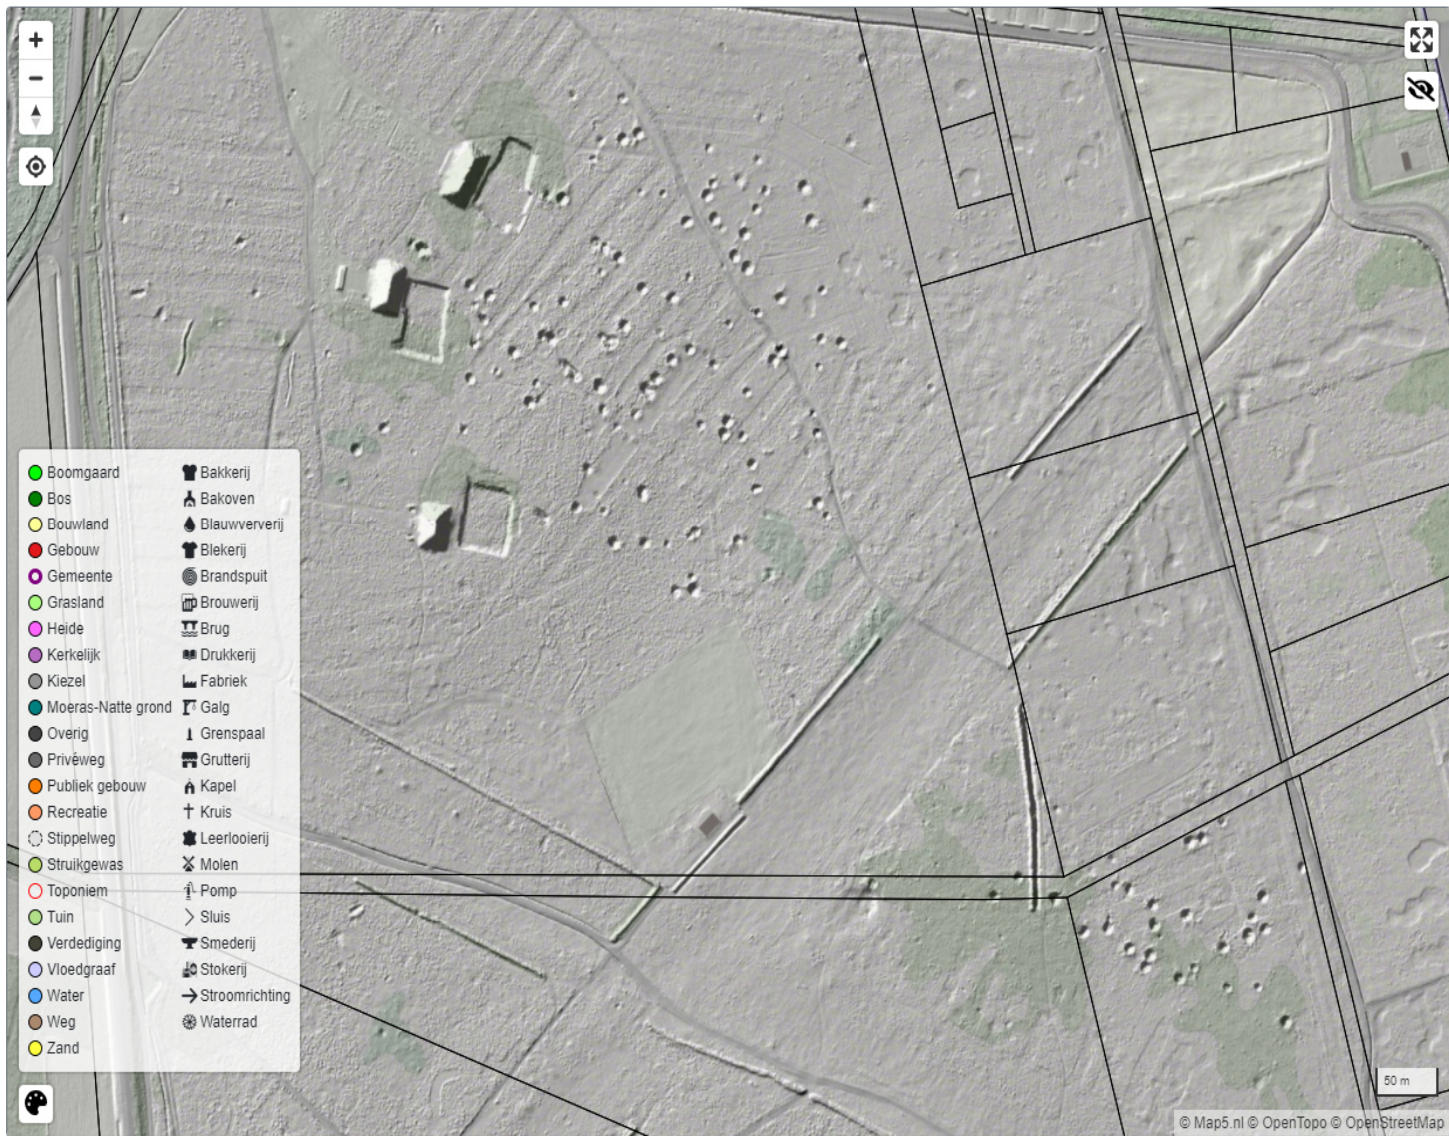 +
−
Boomgaard
Bos
Bouwland
Gebouw
Gemeente
Grasland
Heide
Kerkelijk
Kiezel
Moeras-Natte grond
Overig
Privéweg
Publiek gebouw
Recreatie
Stippelweg
Struikgewas
Toponiem
Tuin
Verdediging
Vloedgraaf
Water
Weg
Zand
Bakkerij
Bakoven
Blauwververij
Blekerij
Brandspuit
Brouwerij
Brug
Drukkerij
Fabriek
Galg
Grenspaal
Grutterij
Kapel
Kruis
Leerlooierij
Molen
Pomp
Sluis
Smederij
Stokerij
Stroomrichting
Waterrad
50 m
© Map5.nl © OpenTopo © OpenStreetMap